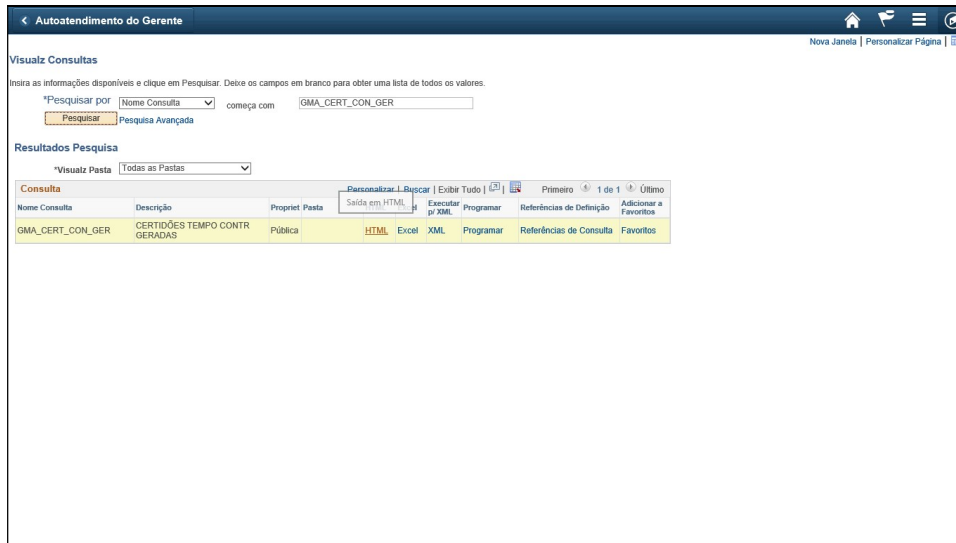 Autoatendimento do Gerente
Nova Janela | Personalizar Página |
Visualz Consultas
Insira as informações disponíveis e clique em Pesquisar. Deixe os campos em branco para obter uma lista de todos os valores.
*Pesquisar por Nome Consulta começa com GMA_CERT_CON_GER
Pesquisar Pesquisa Avançada
Resultados Pesquisa
*Visualz Pasta Todas as Pastas
Consulta Personalizar | Buscar | Exibir Tudo | | Primeiro 1 de 1 Último
Saída em HTML
Nome Consulta Descrição Propriet Pasta Executar p/ XML Programar Referências de Definição Adicionar a Favoritos
GMA_CERT_CON_GER CERTIDÕES TEMPO CONTR GERADAS Pública HTML Excel XML Programar Referências de Consulta Favoritos